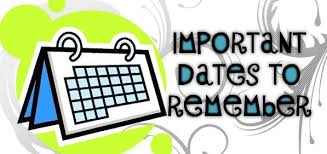 IMPORTANT
DATES TO
REMEMBER